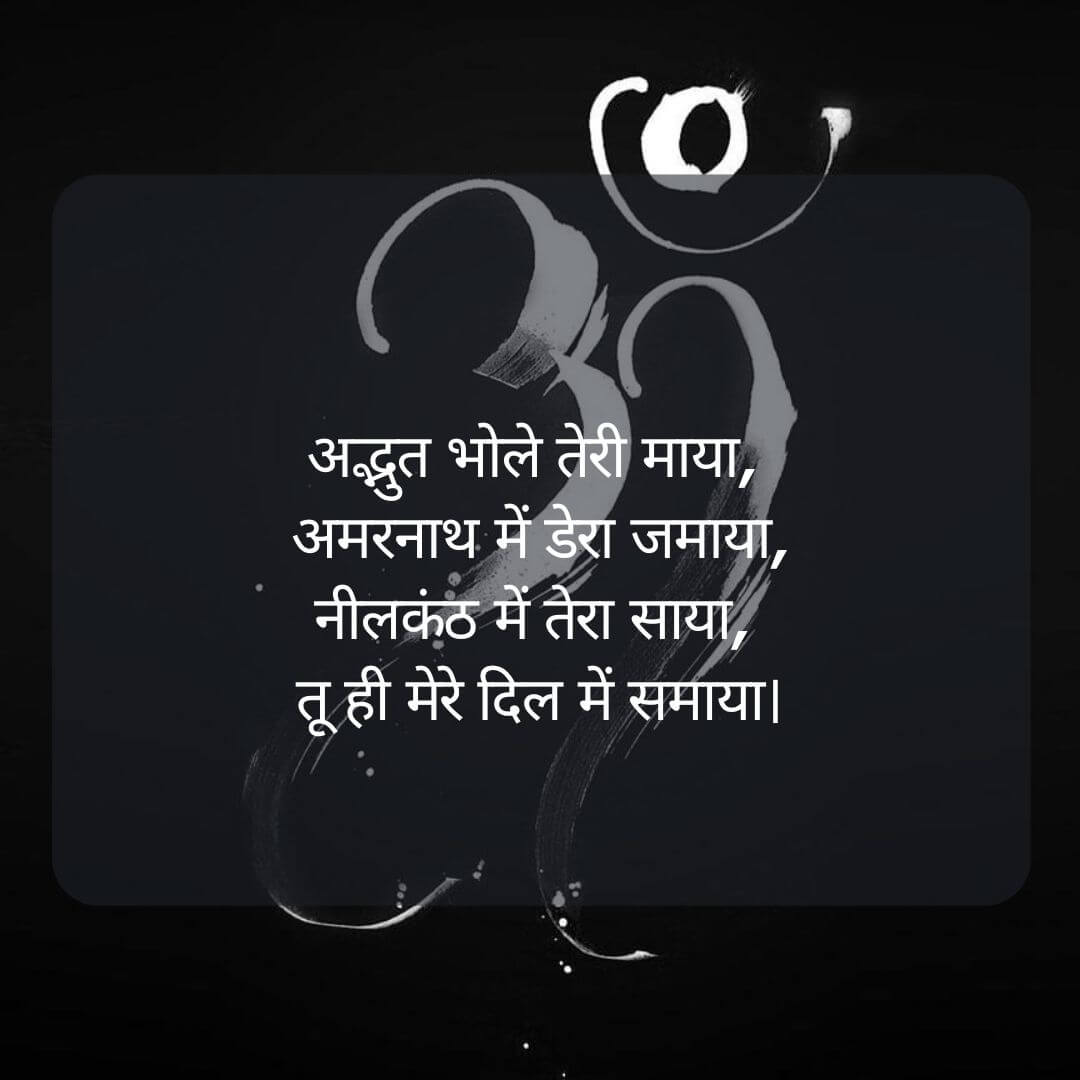 अद्भुत भोले तेरी माया,
अमरनाथ में डेरा जमाया,
नीलकंठ में तेरा साया,
तू ही मेरे दिल में समाया|